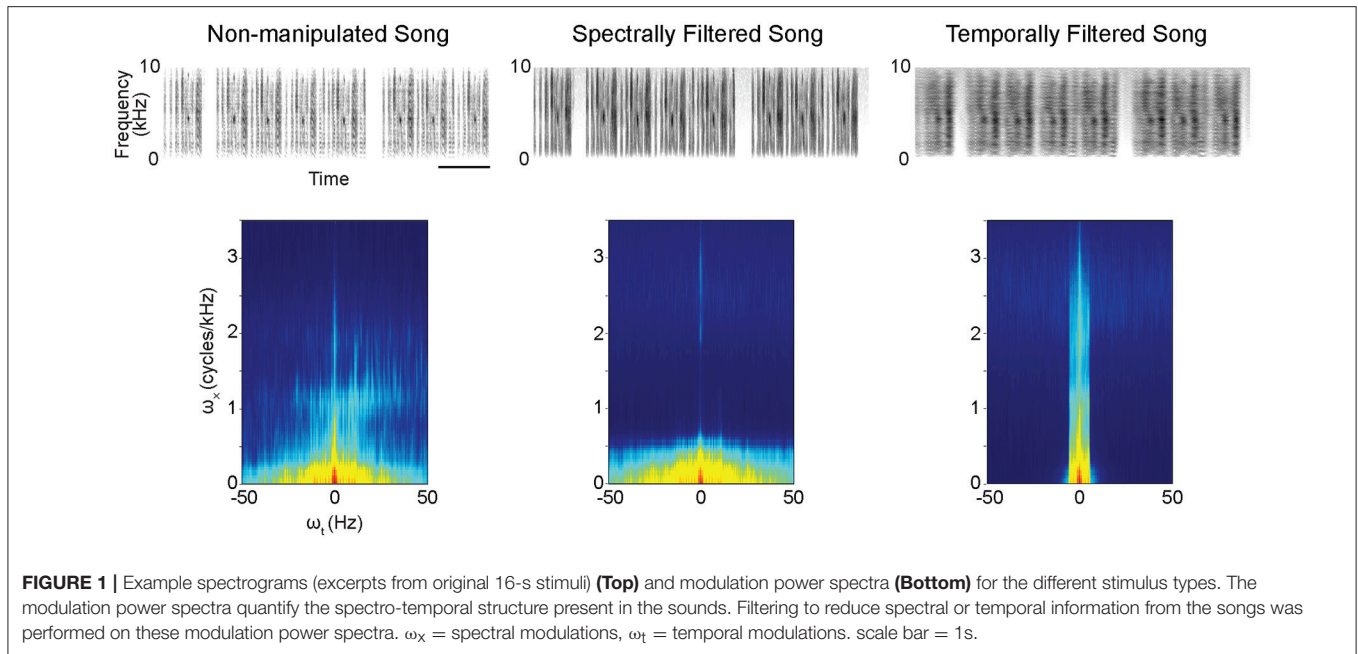 Non-manipulated Song
Spectrally Filtered Song
Temporally Filtered Song
Frequency
(kHz)
10
0
10
0
10
0
Time
ωx (cycles/kHz)
3
2
1
0
-50 0 50
ωt (Hz)
3
2
1
0
-50 0 50
3
2
1
0
-50 0 50
FIGURE 1 | Example spectrograms (excerpts from original 16-s stimuli) (Top) and modulation power spectra (Bottom) for the different stimulus types. The
modulation power spectra quantify the spectro-temporal structure present in the sounds. Filtering to reduce spectral or temporal information from the songs was
performed on these modulation power spectra. ωx = spectral modulations, ωt = temporal modulations. scale bar = 1s.